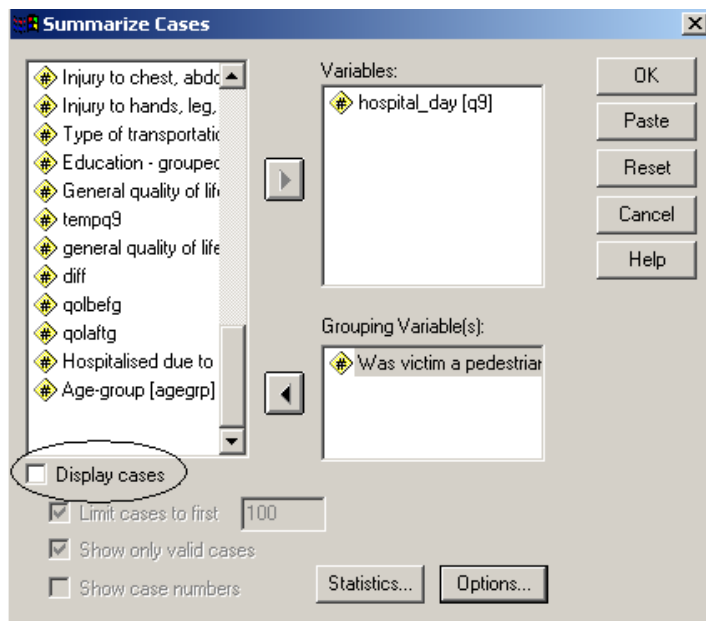 Summarize Cases
Injury to chest, abdo
Injury to hands, leg,
Type of transportatio
Education - grouped
General quality of life
tempq9
general quality of life
diff
qolbefg
qolaftg
Hospitalised due to
Age-group [agegrp]
Variables:
hospital_day [q9]
Grouping Variable(s):
Was victim a pedestrian
OK
Paste
Reset
Cancel
Help
Display cases
Limit cases to first 100
Show only valid cases
Show case numbers
Statistics...
Options...